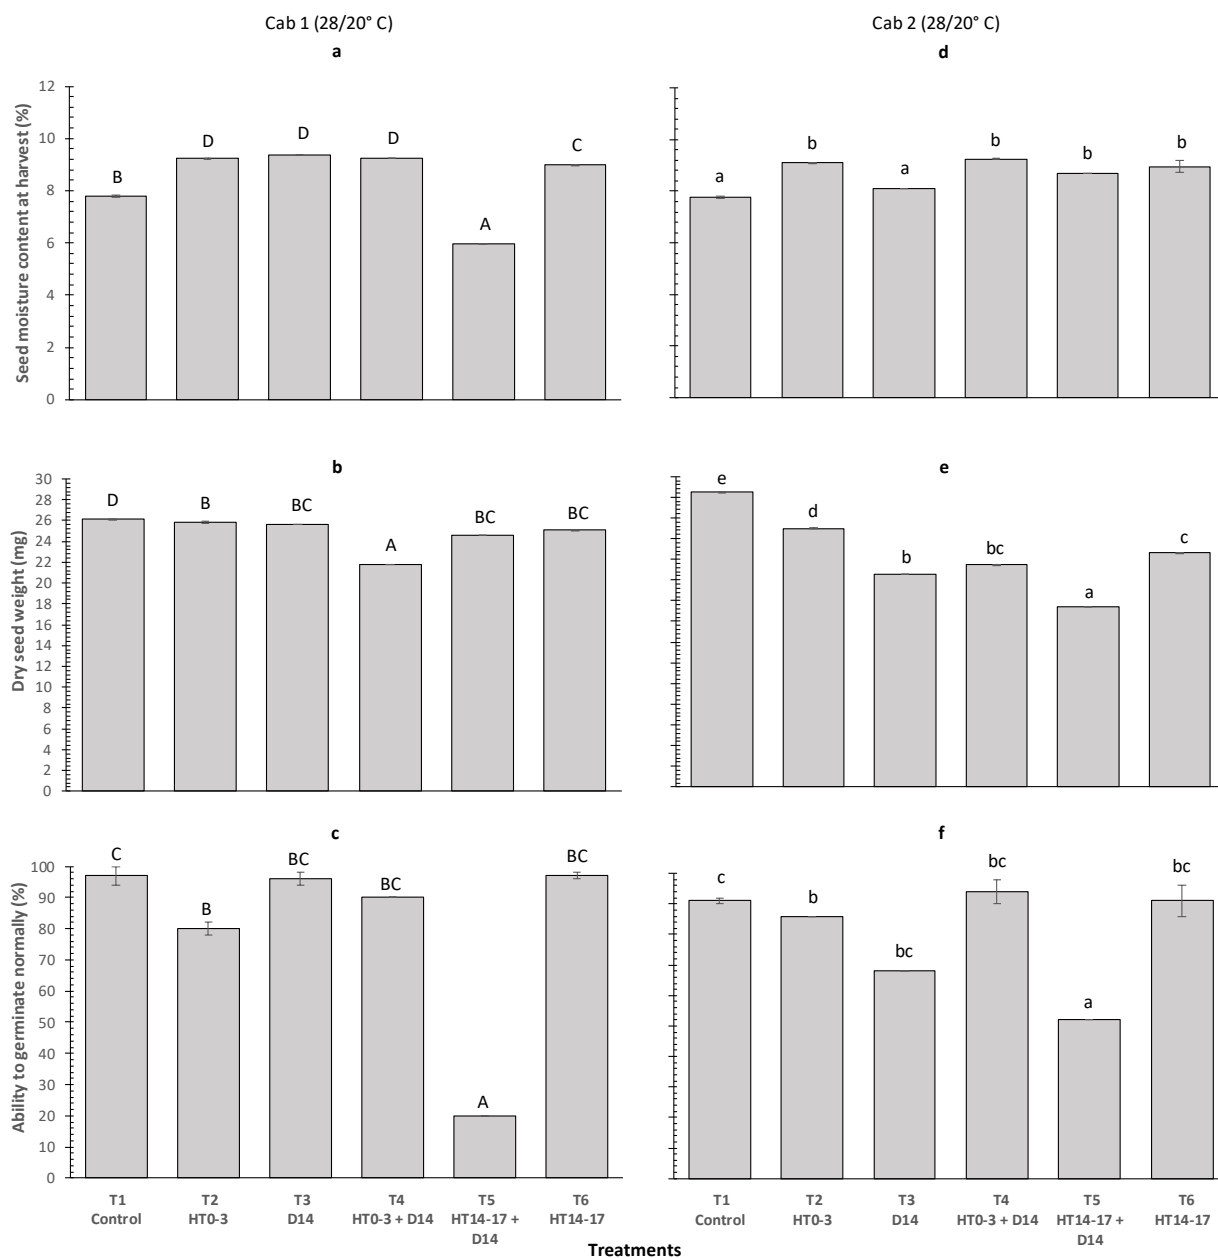 Cab 1 (28/20° C)
Cab 2 (28/20° C)
a
d
Seed moisture content at harvest (%)
12
10
8
6
4
2
0
B
D
D
D
A
C
a
b
a
b
b
b
b
e
Dry seed weight (mg)
30
28
26
24
22
20
18
16
14
12
10
8
6
4
2
0
D
B
BC
A
BC
BC
e
d
b
bc
a
c
c
f
Ability to germinate normally (%)
100
90
80
70
60
50
40
30
20
10
0
C
B
BC
BC
A
BC
c
b
bc
bc
a
bc
T1
Control
T2
HT0-3
T3
D14
T4
HT0-3 + D14
T5
HT14-17 +
D14
T6
HT14-17
T1
Control
T2
HT0-3
T3
D14
T4
HT0-3 + D14
T5
HT14-17 +
D14
T6
HT14-17
Treatments